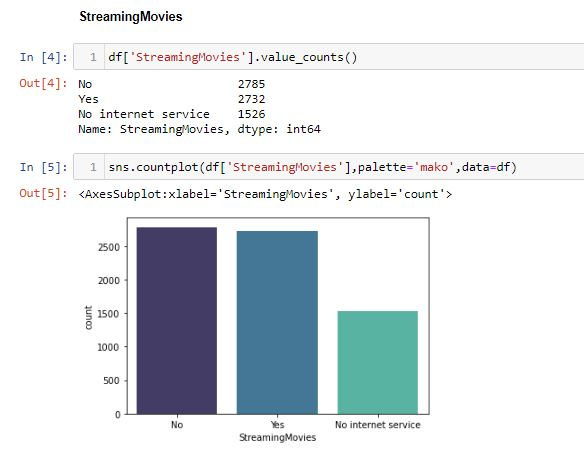 StreamingMovies
In [4]: 1 df['StreamingMovies'].value_counts()
Out[4]: No 2785
Yes 2732
No internet service 1526
Name: StreamingMovies, dtype: int64
In [5]: 1 sns.countplot(df['StreamingMovies'],palette='mako',data=df)
Out[5]: <AxesSubplot:xlabel='StreamingMovies', ylabel='count'>
2500
2000
1500
1000
500
0
count
No Yes No internet service
StreamingMovies